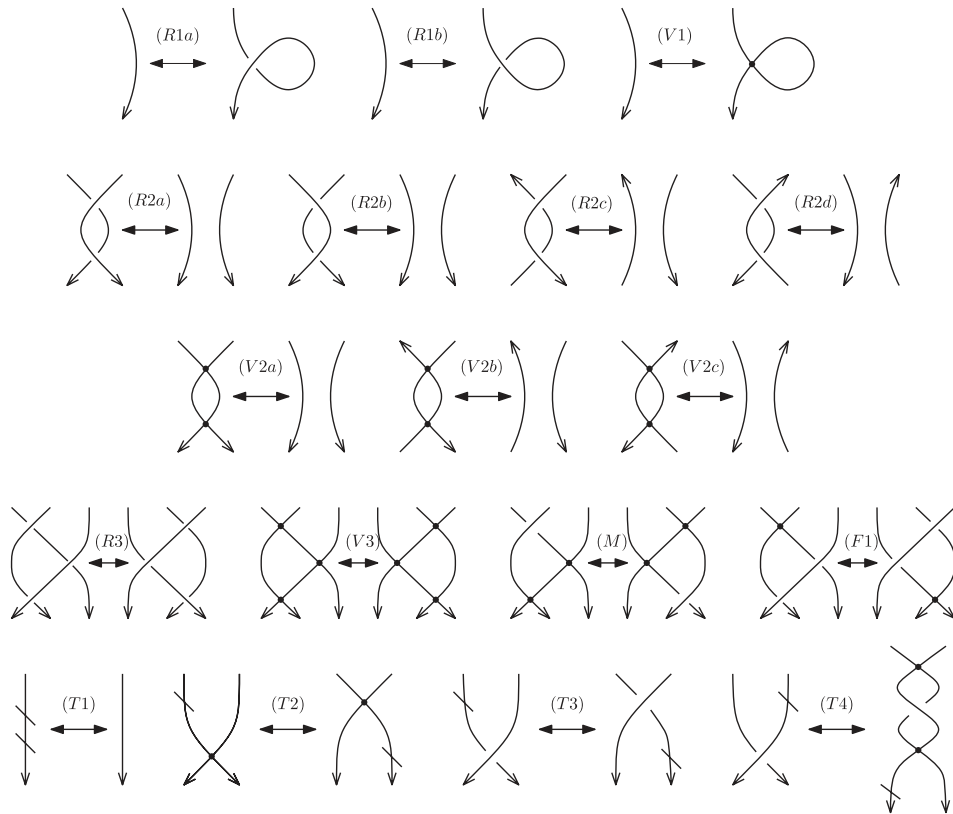 (R1a) (R1b) (V1)
(R2a) (R2b) (R2c) (R2d)
(V2a) (V2b) (V2c)
(R3) (V3) (M) (F1)
(T1) (T2) (T3) (T4)